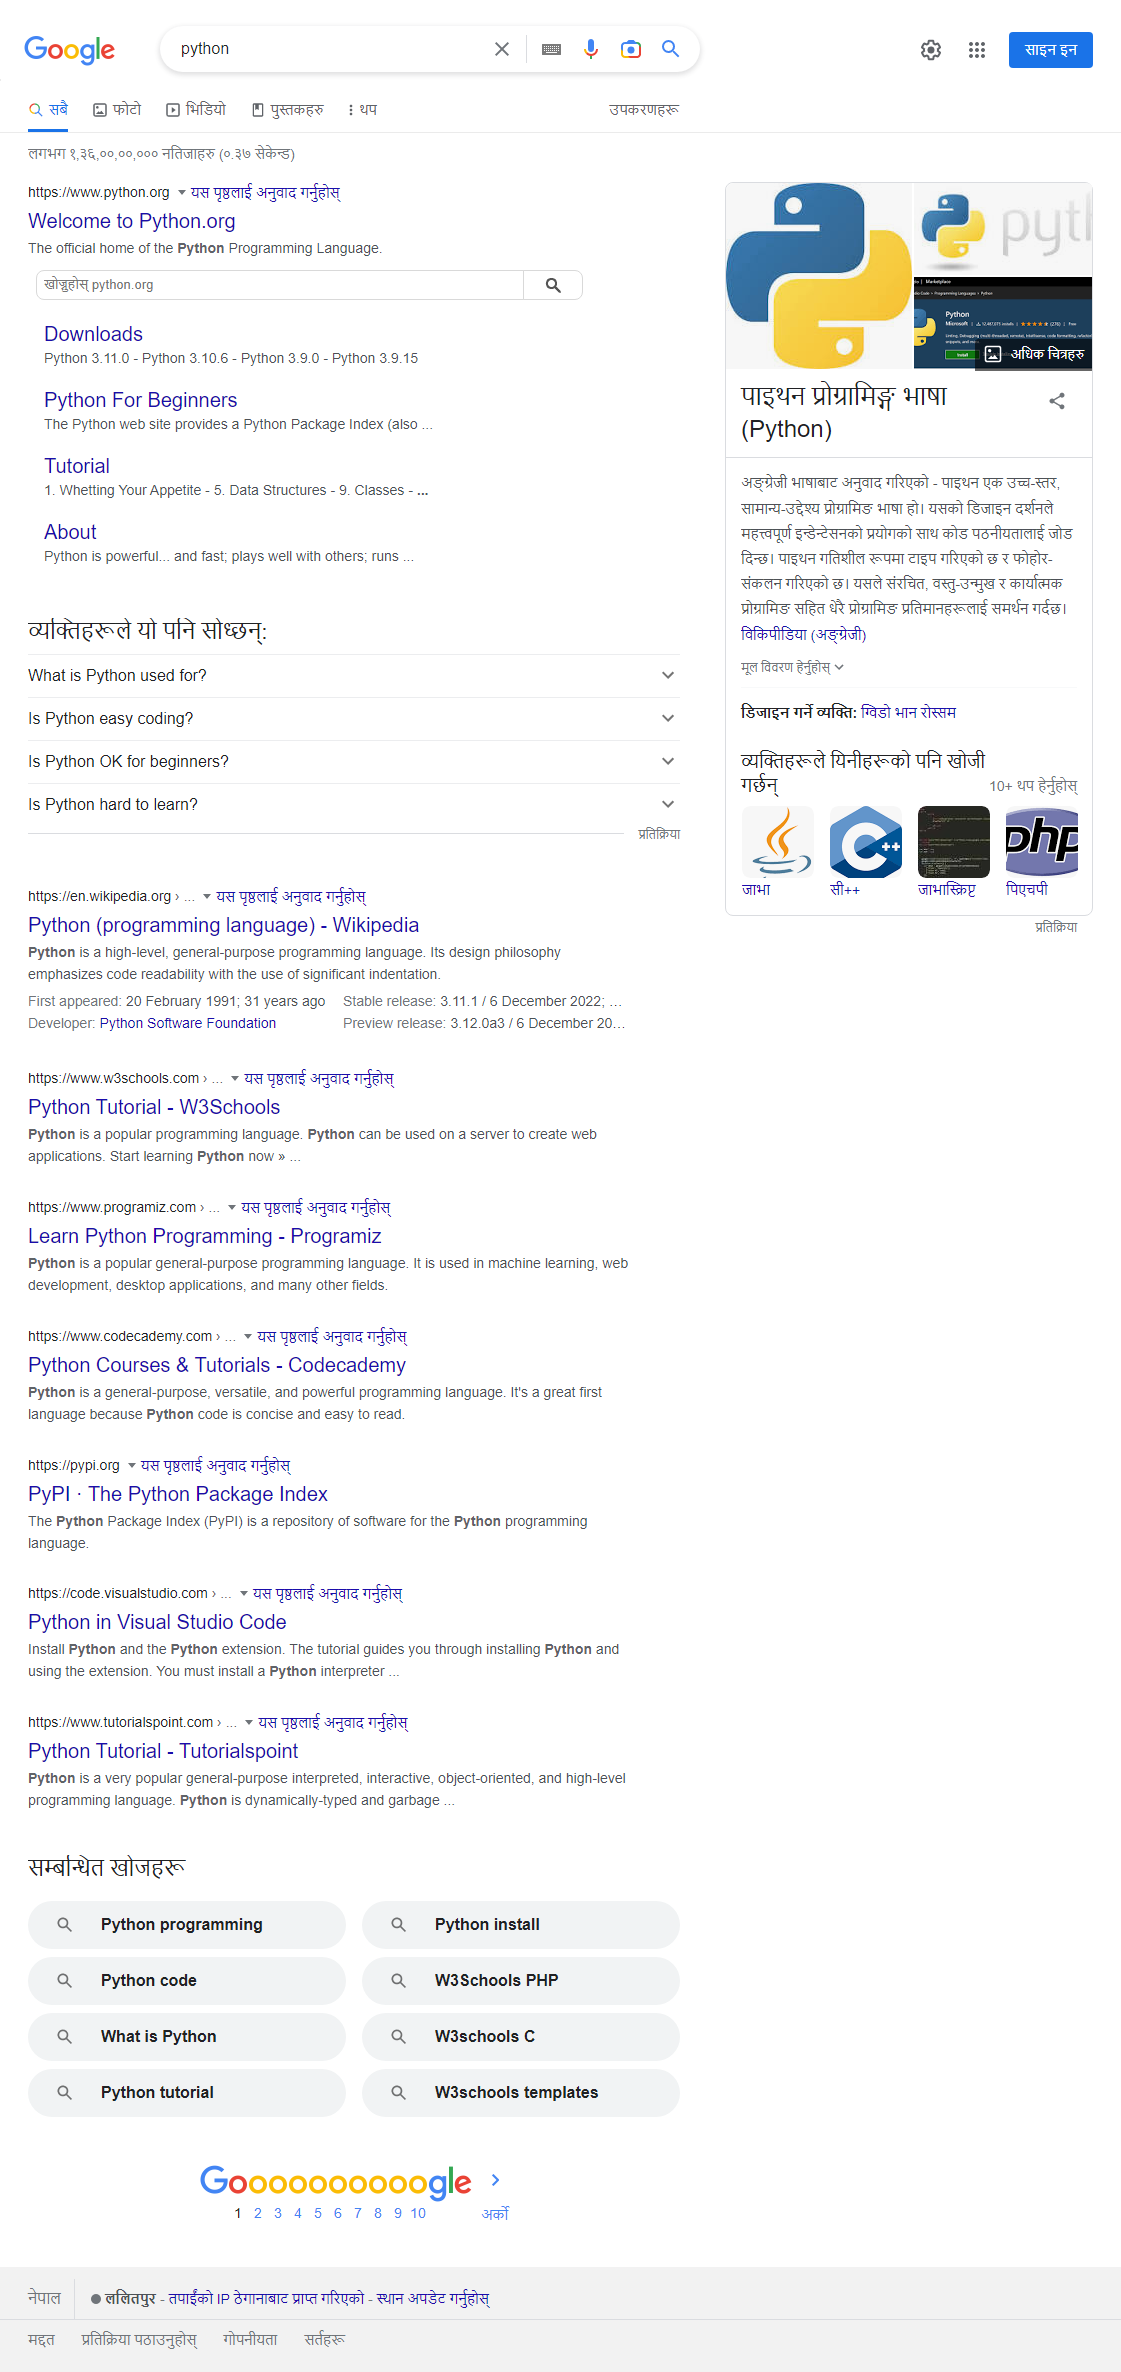 Google
python
साइन इन
सबै
फोटो
भिडियो
पुस्तकहरु
थप
उपकरणहरू
लगभग १,३६,००,००,००० नतिजाहरु (०.३७ सेकेन्ड)
https://www.python.org यस पृष्ठलाई अनुवाद गर्नुहोस्
Welcome to Python.org
The official home of the Python Programming Language.
खोज्नुहोस् python.org
Downloads
Python 3.11.0 - Python 3.10.6 - Python 3.9.0 - Python 3.9.15
Python For Beginners
The Python web site provides a Python Package Index (also ...
Tutorial
1. Whetting Your Appetite - 5. Data Structures - 9. Classes - ...
About
Python is powerful... and fast; plays well with others; runs ...
व्यक्तिहरूले यो पनि सोध्छन्:
What is Python used for?
Is Python easy coding?
Is Python OK for beginners?
Is Python hard to learn?
प्रतिक्रिया
https://en.wikipedia.org › ... यस पृष्ठलाई अनुवाद गर्नुहोस्
Python (programming language) - Wikipedia
Python is a high-level, general-purpose programming language. Its design philosophy
emphasizes code readability with the use of significant indentation.
First appeared: 20 February 1991; 31 years ago Stable release: 3.11.1 / 6 December 2022; ...
Developer: Python Software Foundation Preview release: 3.12.0a3 / 6 December 20...
https://www.w3schools.com › ... यस पृष्ठलाई अनुवाद गर्नुहोस्
Python Tutorial - W3Schools
Python is a popular programming language. Python can be used on a server to create web
applications. Start learning Python now » ...
https://www.programiz.com › ... यस पृष्ठलाई अनुवाद गर्नुहोस्
Learn Python Programming - Programiz
Python is a popular general-purpose programming language. It is used in machine learning, web
development, desktop applications, and many other fields.
https://www.codecademy.com › ... यस पृष्ठलाई अनुवाद गर्नुहोस्
Python Courses & Tutorials - Codecademy
Python is a general-purpose, versatile, and powerful programming language. It's a great first
language because Python code is concise and easy to read.
https://pypi.org यस पृष्ठलाई अनुवाद गर्नुहोस्
PyPI · The Python Package Index
The Python Package Index (PyPI) is a repository of software for the Python programming
language.
https://code.visualstudio.com › ... यस पृष्ठलाई अनुवाद गर्नुहोस्
Python in Visual Studio Code
Install Python and the Python extension. The tutorial guides you through installing Python and
using the extension. You must install a Python interpreter ...
https://www.tutorialspoint.com › ... यस पृष्ठलाई अनुवाद गर्नुहोस्
Python Tutorial - Tutorialspoint
Python is a very popular general-purpose interpreted, interactive, object-oriented, and high-level
programming language. Python is dynamically-typed and garbage ...
सम्बन्धित खोजहरू
Python programming
Python install
Python code
W3Schools PHP
What is Python
W3schools C
Python tutorial
W3schools templates
Goooooooooogle
1 2 3 4 5 6 7 8 9 10 अर्को
pyth
Python
Microsoft
अधिक चित्रहरु
पाइथन प्रोग्रामिङ्ग भाषा
(Python)
अङ्ग्रेजी भाषाबाट अनुवाद गरिएको - पाइथन एक उच्च-स्तर,
सामान्य-उद्देश्य प्रोग्रामिङ भाषा हो। यसको डिजाइन दर्शनले
महत्त्वपूर्ण इन्डेन्टेसनको प्रयोगको साथ कोड पठनीयतालाई जोड
दिन्छ। पाइथन गतिशील रूपमा टाइप गरिएको छ र फोहोर-
संकलन गरिएको छ। यसले संरचित, वस्तु-उन्मुख र कार्यात्मक
प्रोग्रामिङ सहित धेरै प्रोग्रामिङ प्रतिमानहरूलाई समर्थन गर्दछ।
विकिपीडिया (अङ्ग्रेजी)
मूल विवरण हेर्नुहोस्
डिजाइन गर्ने व्यक्ति: ग्विडो भान रोस्सम
व्यक्तिहरूले यिनीहरूको पनि खोजी
गर्छन्
10+ थप हेर्नुहोस्
C++
php
जाभा
सी++
जाभास्क्रिप्ट
पिएचपी
प्रतिक्रिया
नेपाल
ललितपुर - तपाईंको IP ठेगानाबाट प्राप्त गरिएको - स्थान अपडेट गर्नुहोस्
मद्दत
प्रतिक्रिया पठाउनुहोस्
गोपनीयता
सर्तहरू